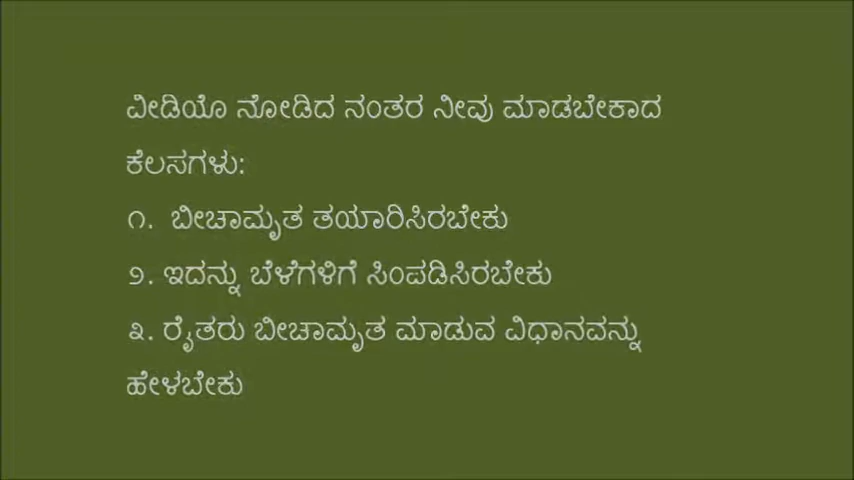 ವೀಡಿಯೊ ನೋಡಿದ ನಂತರ ನೀವು ಮಾಡಬೇಕಾದ
ಕೆಲಸಗಳು:
೧. ಬೀಚಾಮೃತ ತಯಾರಿಸಿರಬೇಕು
೨. ಇದನ್ನು ಬೆಳೆಗಳಿಗೆ ಸಿಂಪಡಿಸಿರಬೇಕು
೩. ರೈತರು ಬೀಚಾಮೃತ ಮಾಡುವ ವಿಧಾನವನ್ನು
ಹೇಳಬೇಕು